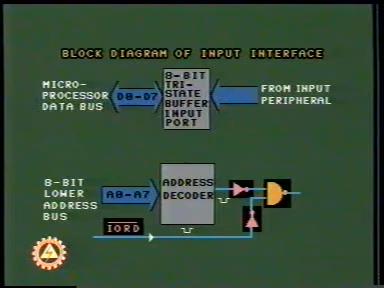 BLOCK DIAGRAM OF INPUT INTERFACE
MICRO-
PROCESSOR
DATA BUS
D0-D7
8-BIT
TRI-
STATE
BUFFER
INPUT
PORT
FROM INPUT
PERIPHERAL
8-BIT
LOWER
ADDRESS
BUS
A0-A7
ADDRESS
DECODER
IORD